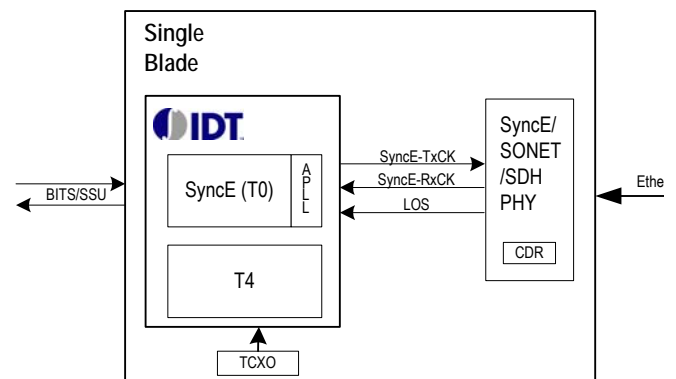 Single
Blade
IDT
SyncE (T0)
APLL
T4
TCXO
BITS/SSU
SyncE-TxCK
SyncE-RxCK
LOS
SyncE/
SONET
/SDH
PHY
CDR
Ethe